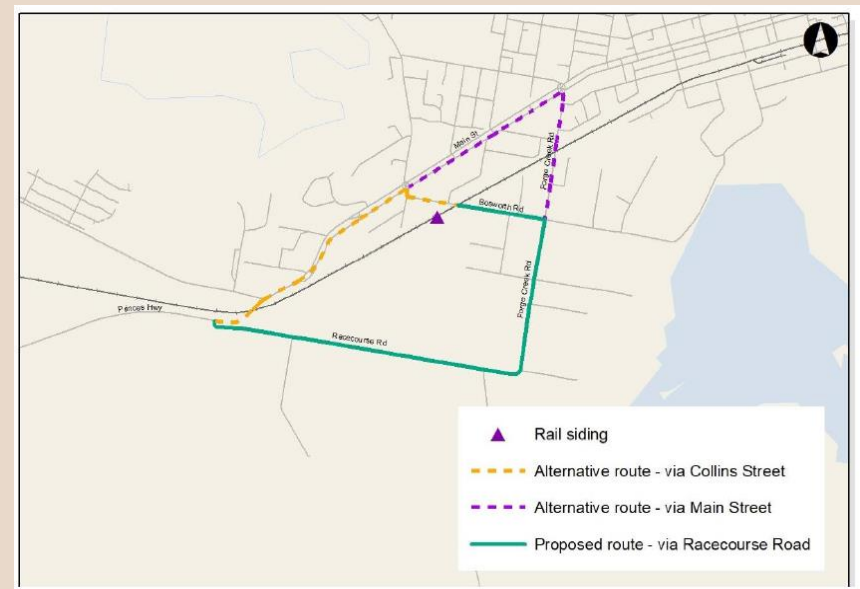 Main St
Forge Creek Rd
Bosworth Rd
Forge Creek Rd
Princes Hwy
Racecourse Rd
Rail siding
Alternative route - via Collins Street
Alternative route - via Main Street
Proposed route - via Racecourse Road